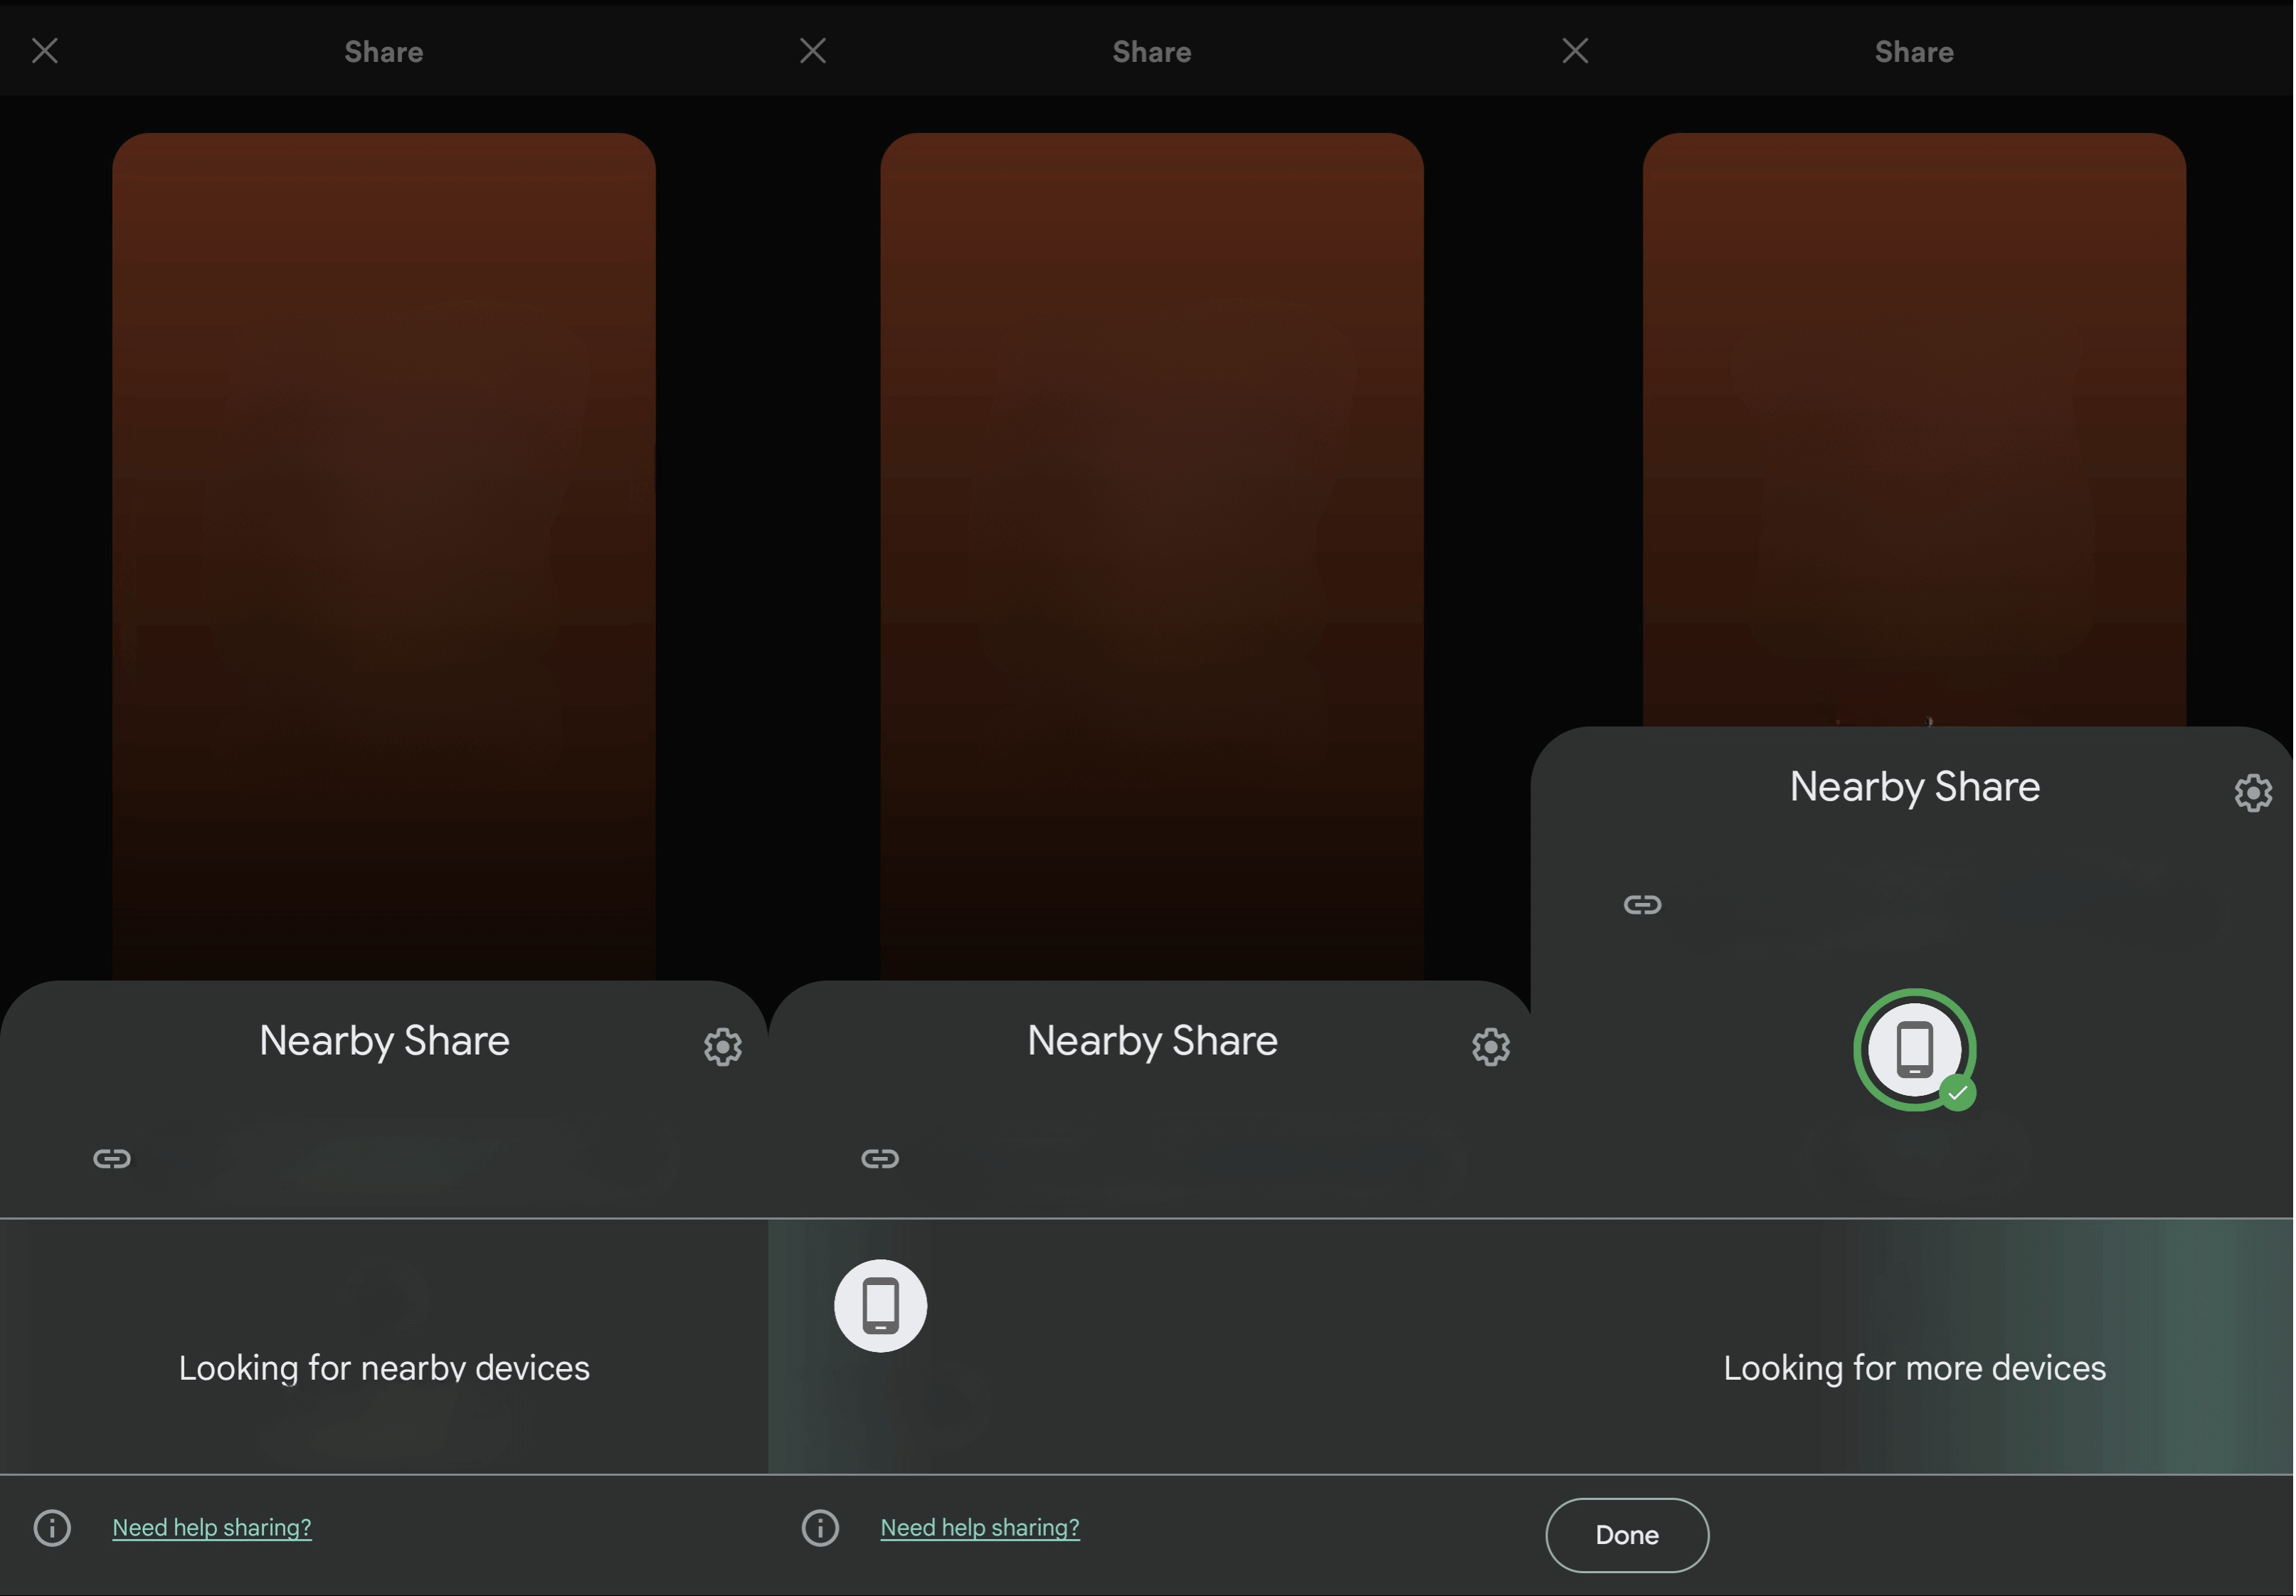 Share
Nearby Share
Looking for nearby devices
Need help sharing?
Share
Nearby Share
Need help sharing?
Share
Nearby Share
Looking for more devices
Done